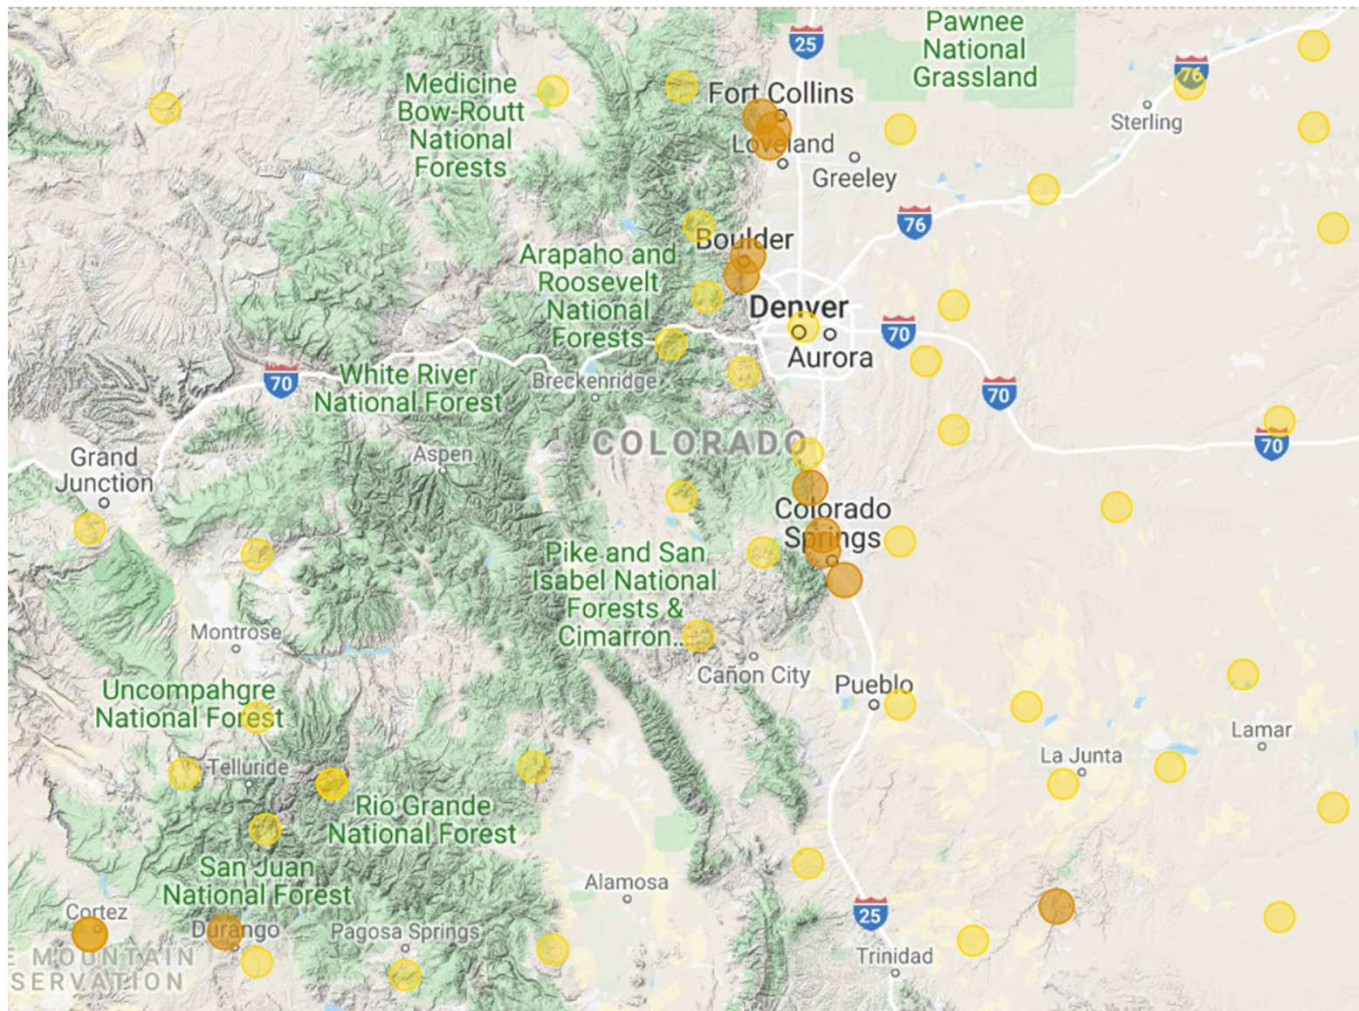 25
Pawnee
National
Grassland
76
Medicine
Bow-Routt
National
Forests
Fort Collins
Sterling
Loveland
Greeley
76
Boulder
Arapaho and
Roosevelt
National
Forests
Denver
70
Aurora
70
White River
National Forest
Breckenridge
70
COLORADO
70
Grand
Junction
Aspen
Colorado
Springs
Pike and San
Isabel National
Forests &
Cimarron...
Montrose
Cañon City
Pueblo
Uncompahgre
National Forest
Lamar
La Junta
Telluride
Rio Grande
National Forest
San Juan
National Forest
Alamosa
Cortez
25
Durango
Pagosa Springs
E MOUNTAIN
SERVATION
Trinidad